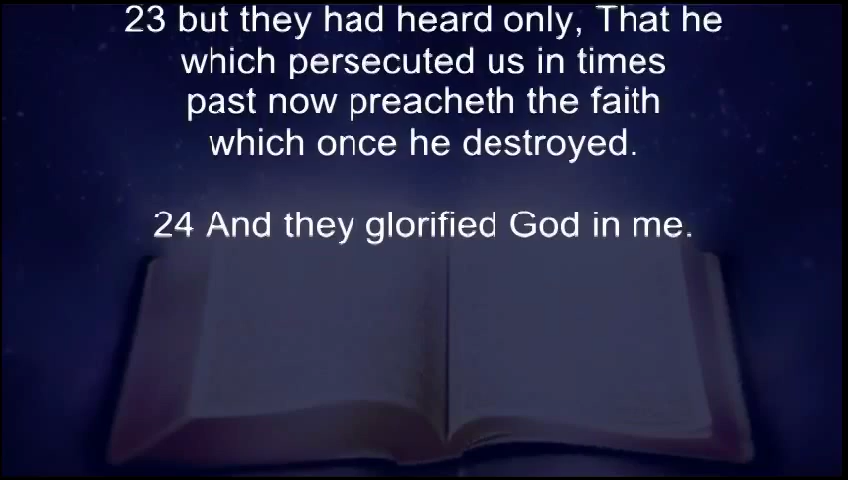 23 but they had heard only, That he
which persecuted us in times
past now preacheth the faith
which once he destroyed.
24 And they glorified God in me.